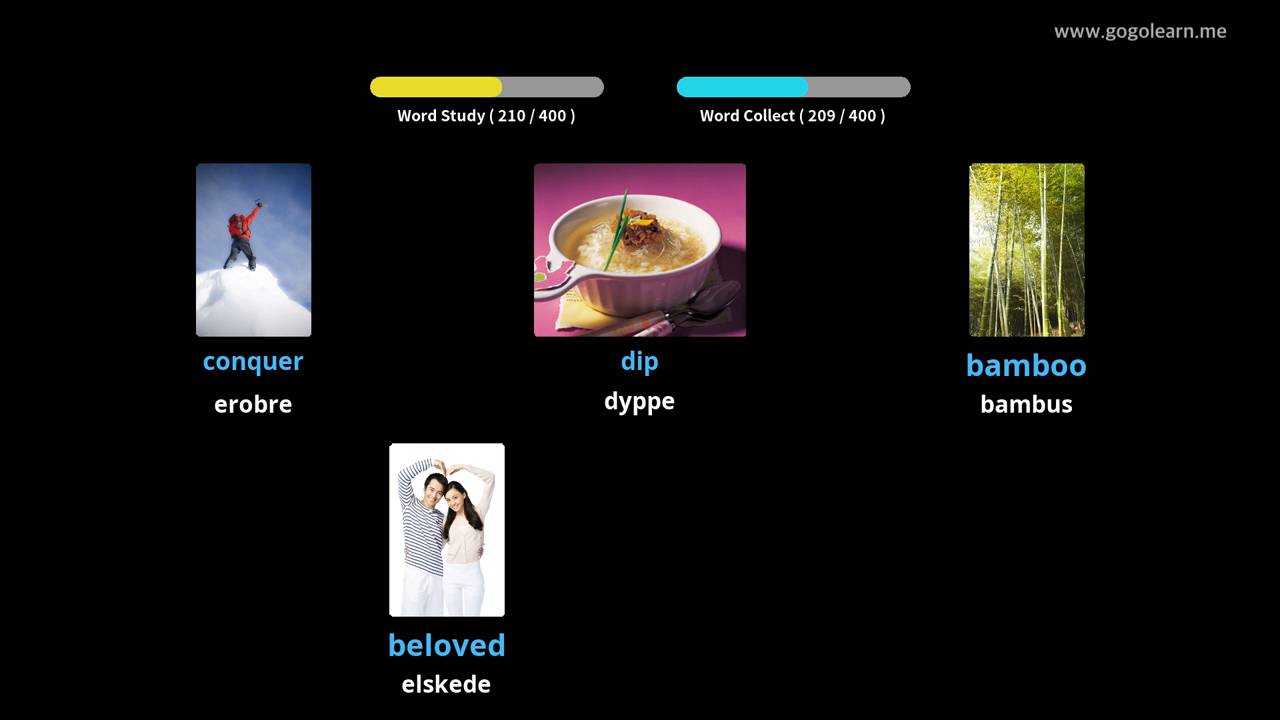 www.gogolearn.me
Word Study ( 210 / 400 )
Word Collect ( 209 / 400 )
conquer
erobre
dip
dyppe
bamboo
bambus
beloved
elskede